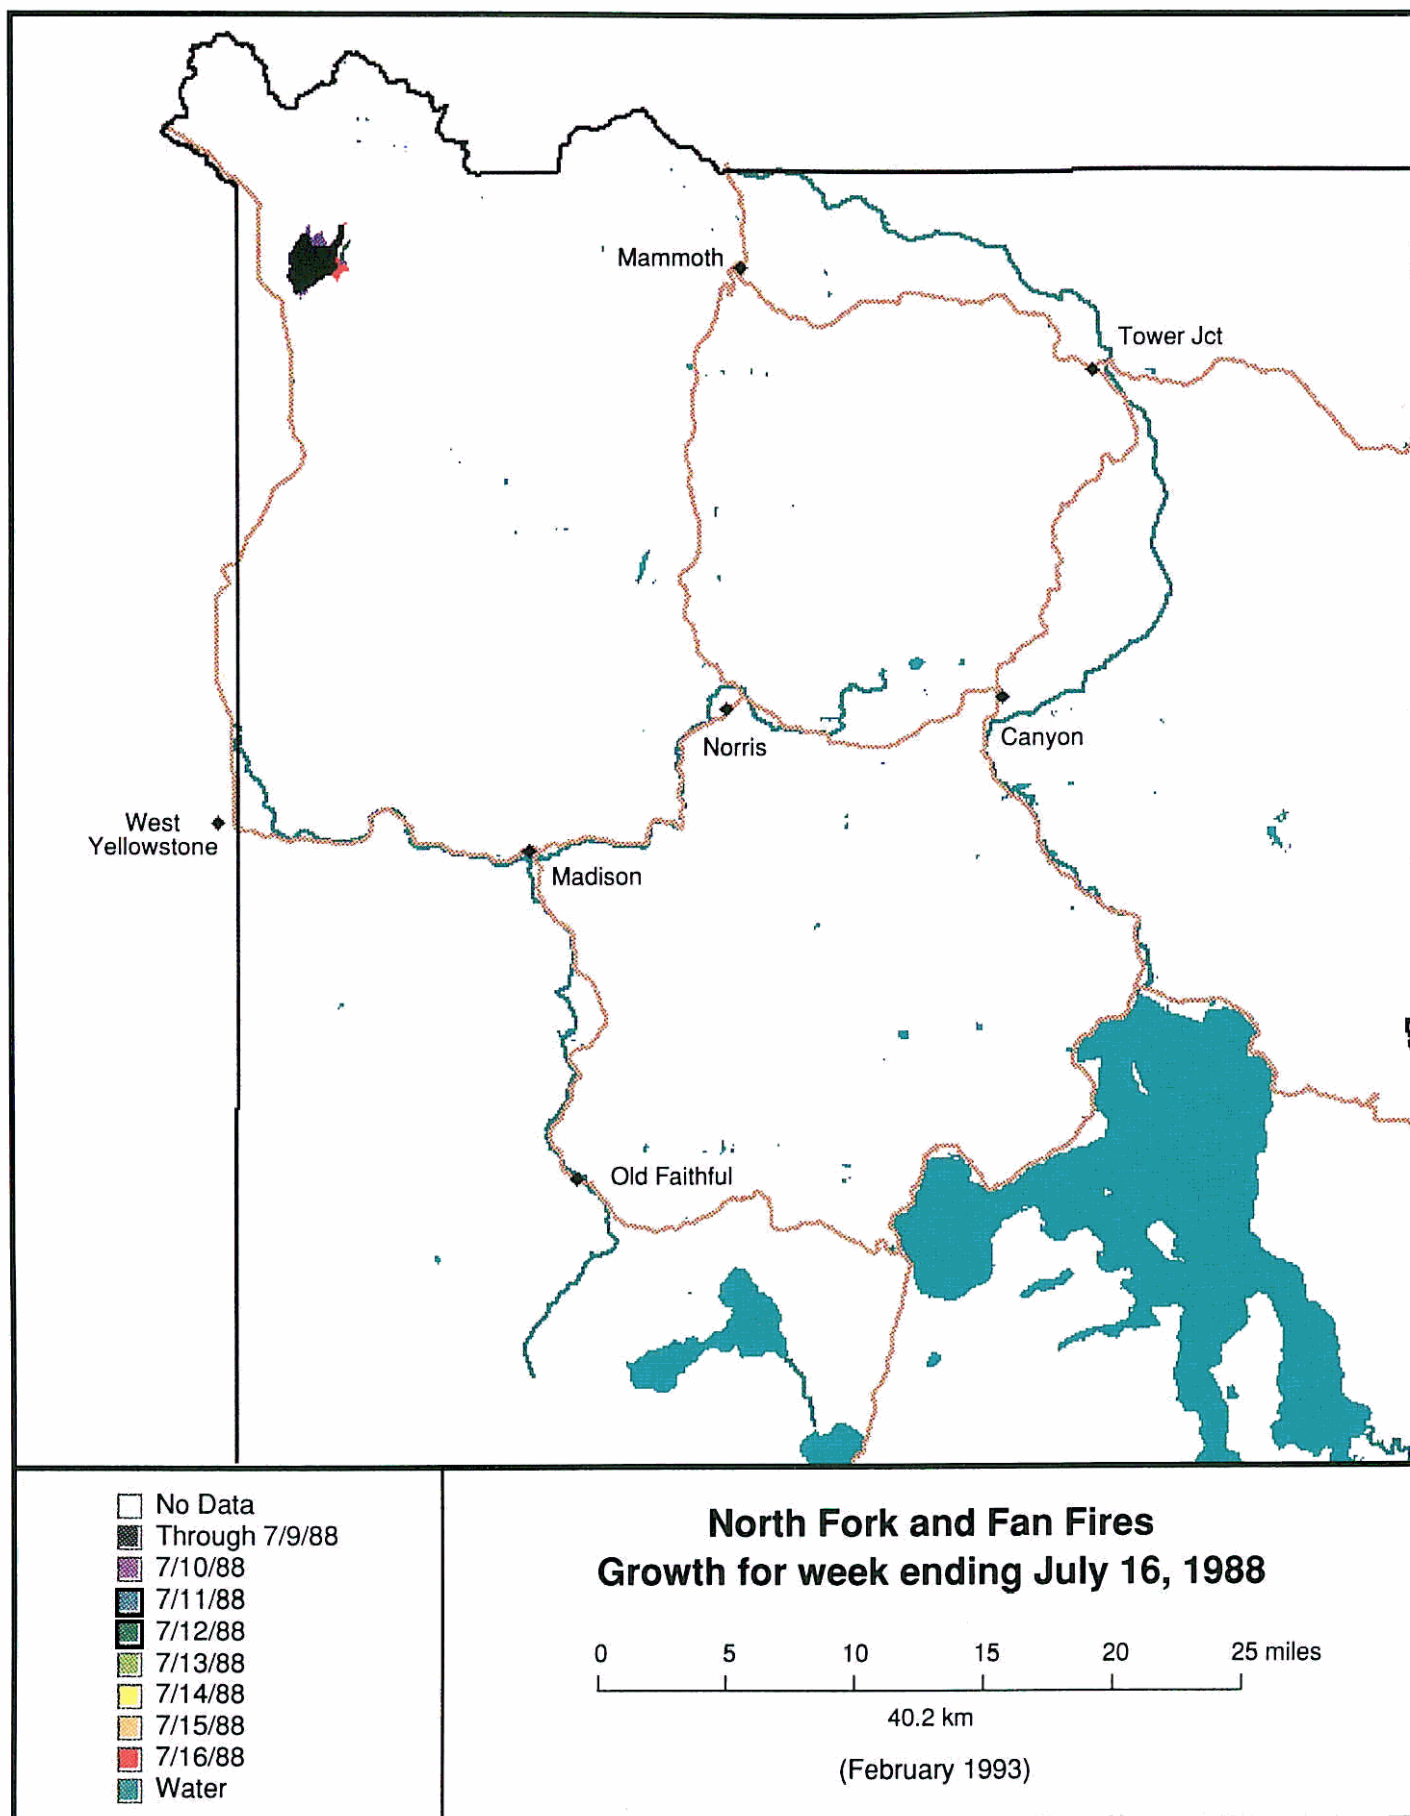 Mammoth
Tower Jct
Norris
Canyon
West
Yellowstone
Madison
Old Faithful
No Data
Through 7/9/88
7/10/88
7/11/88
7/12/88
7/13/88
7/14/88
7/15/88
7/16/88
Water
North Fork and Fan Fires
Growth for week ending July 16, 1988
0 5 10 15 20 25 miles
40.2 km
(February 1993)